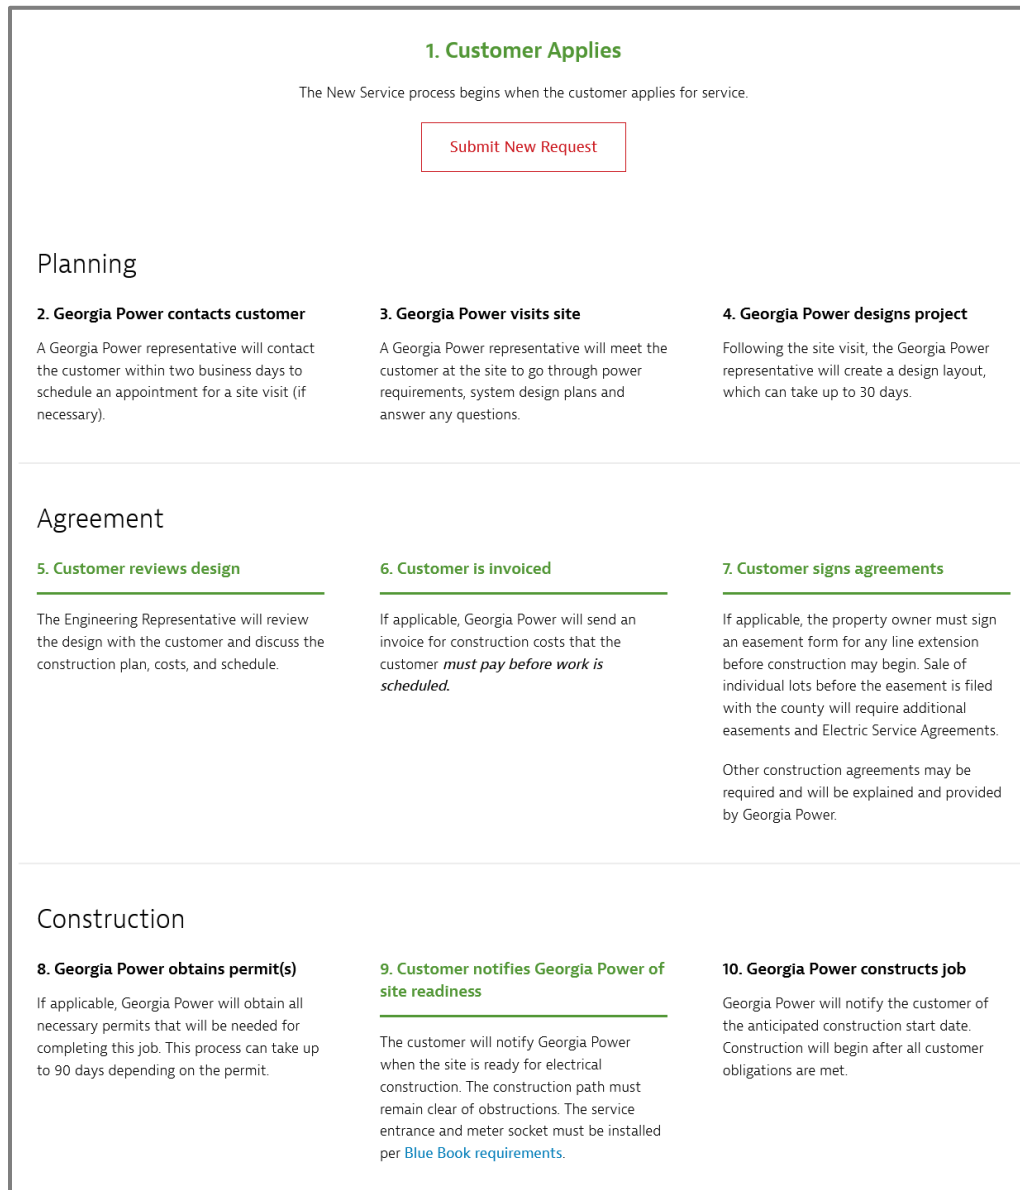 1. Customer Applies
The New Service process begins when the customer applies for service.
Submit New Request
Planning
2. Georgia Power contacts customer
A Georgia Power representative will contact
the customer within two business days to
schedule an appointment for a site visit (if
necessary).
3. Georgia Power visits site
A Georgia Power representative will meet the
customer at the site to go through power
requirements, system design plans and
answer any questions.
4. Georgia Power designs project
Following the site visit, the Georgia Power
representative will create a design layout,
which can take up to 30 days.
Agreement
5. Customer reviews design
The Engineering Representative will review
the design with the customer and discuss the
construction plan, costs, and schedule.
6. Customer is invoiced
If applicable, Georgia Power will send an
invoice for construction costs that the
customer must pay before work is
scheduled.
7. Customer signs agreements
If applicable, the property owner must sign
an easement form for any line extension
before construction may begin. Sale of
individual lots before the easement is filed
with the county will require additional
easements and Electric Service Agreements.
Other construction agreements may be
required and will be explained and provided
by Georgia Power.
Construction
8. Georgia Power obtains permit(s)
If applicable, Georgia Power will obtain all
necessary permits that will be needed for
completing this job. This process can take up
to 90 days depending on the permit.
9. Customer notifies Georgia Power of
site readiness
The customer will notify Georgia Power
when the site is ready for electrical
construction. The construction path must
remain clear of obstructions. The service
entrance and meter socket must be installed
per Blue Book requirements.
10. Georgia Power constructs job
Georgia Power will notify the customer of
the anticipated construction start date.
Construction will begin after all customer
obligations are met.